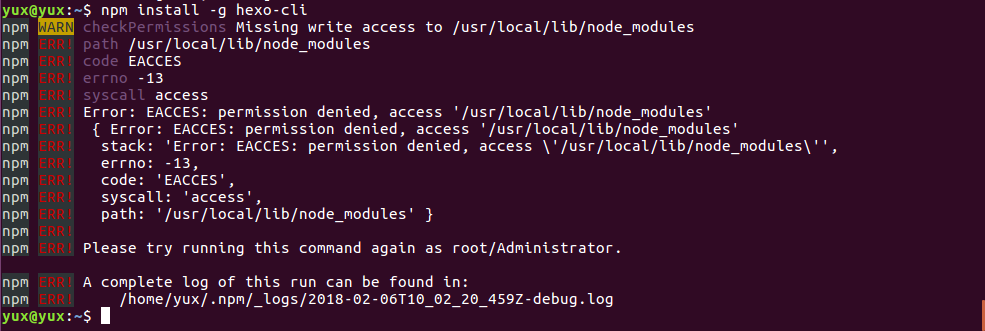 yux@yux:~$ npm install -g hexo-cli
npm WARN checkPermissions Missing write access to /usr/local/lib/node_modules
npm ERR! path /usr/local/lib/node_modules
npm ERR! code EACCES
npm ERR! errno -13
npm ERR! syscall access
npm ERR! Error: EACCES: permission denied, access '/usr/local/lib/node_modules'
npm ERR!  { Error: EACCES: permission denied, access '/usr/local/lib/node_modules'
npm ERR!   stack: 'Error: EACCES: permission denied, access \'/usr/local/lib/node_modules\'',
npm ERR!   errno: -13,
npm ERR!   code: 'EACCES',
npm ERR!   syscall: 'access',
npm ERR!   path: '/usr/local/lib/node_modules' }
npm ERR!
npm ERR! Please try running this command again as root/Administrator.
npm ERR! A complete log of this run can be found in:
npm ERR!     /home/yux/.npm/_logs/2018-02-06T10_02_20_459Z-debug.log
yux@yux:~$